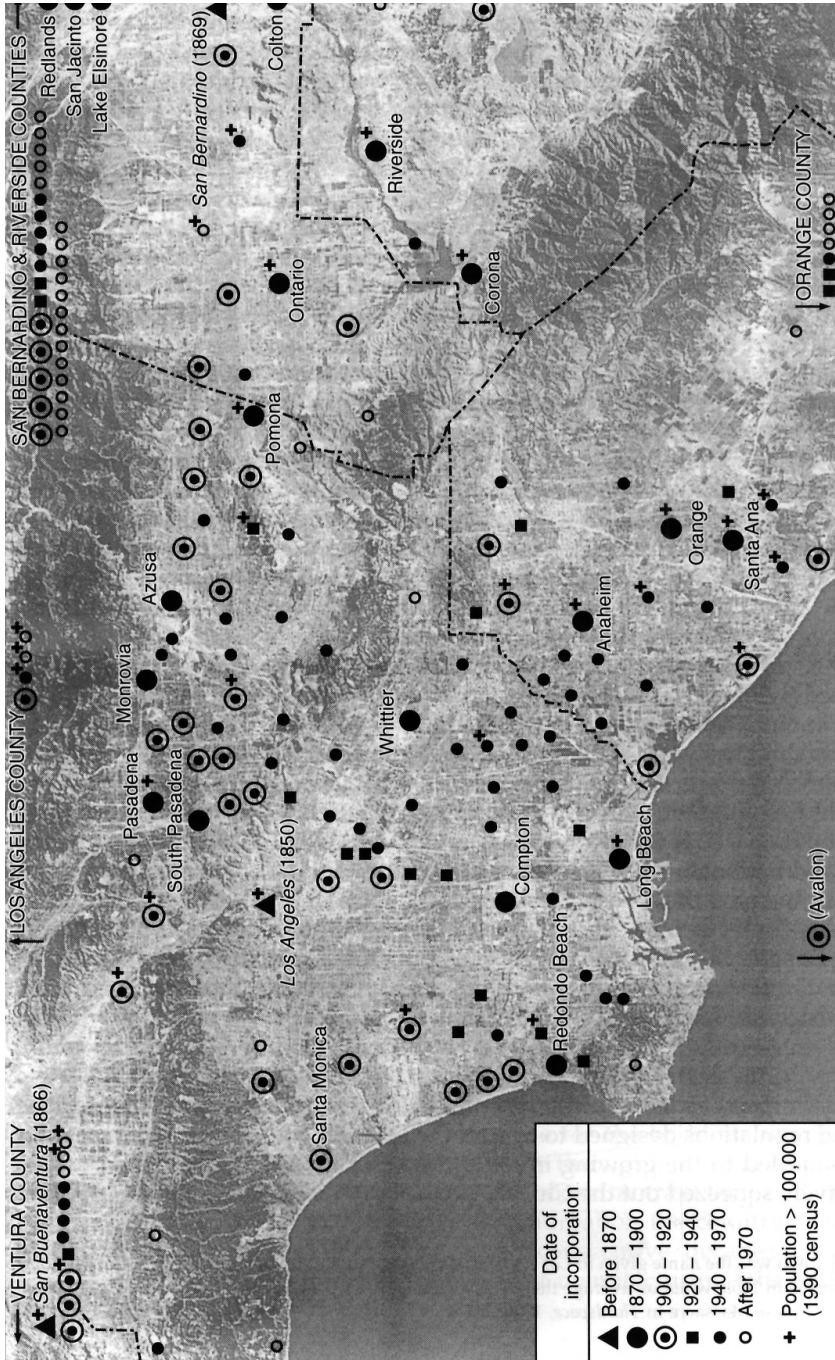 VENTURA COUNTY
San Buenaventura (1866)
LOS ANGELES COUNTY
SAN BERNARDINO & RIVERSIDE COUNTIES
Redlands
San Jacinto
Lake Elsinore
Pasadena
South Pasadena
Monrovia
Azusa
Pomona
Ontario
San Bernardino (1869)
Colton
Riverside
Corona
Los Angeles (1850)
Santa Monica
Whittier
Compton
Redondo Beach
Long Beach
Anaheim
Orange
Santa Ana
ORANGE COUNTY
(Avalon)
Date of
incorporation
Before 1870
1870 – 1900
1900 – 1920
1920 – 1940
1940 – 1970
After 1970
Population > 100,000
(1990 census)